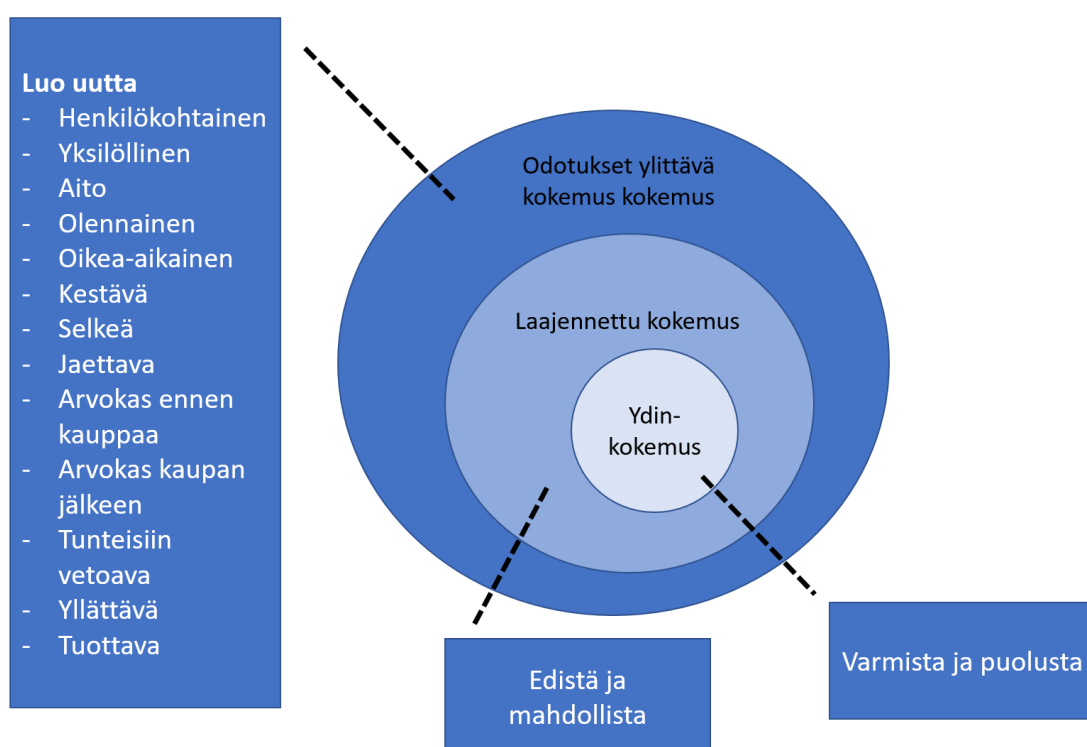 Luo uutta
- Henkilökohtainen
- Yksilöllinen
- Aito
- Olennainen
- Oikea-aikainen
- Kestävä
- Selkeä
- Jaettava
- Arvokas ennen
kauppaa
- Arvokas kaupan
jälkeen
- Tunteisiin
vetoava
- Yllättävä
- Tuottava
Odotukset ylittävä
kokemus kokemus
Laajennettu kokemus
Ydin-
kokemus
Edistä ja
mahdollista
Varmista ja puolusta